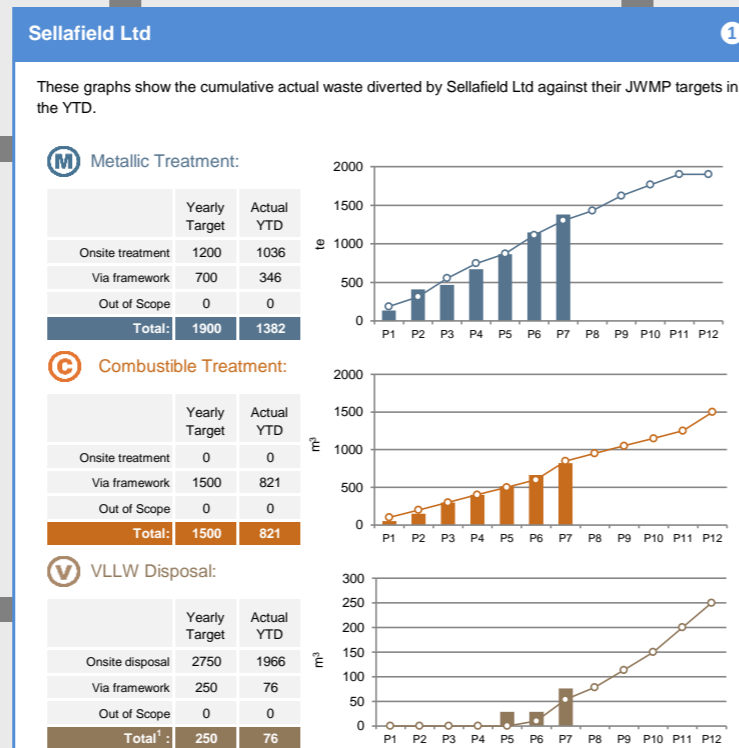 Sellafield Ltd
1
These graphs show the cumulative actual waste diverted by Sellafield Ltd against their JWMP targets in
the YTD.
M Metallic Treatment:
Yearly Target Actual YTD
Onsite treatment 1200 1036
Via framework 700 346
Out of Scope 0 0
Total: 1900 1382
2000
1500
1000
500
0
te
P1 P2 P3 P4 P5 P6 P7 P8 P9 P10 P11 P12
C Combustible Treatment:
Yearly Target Actual YTD
Onsite treatment 0 0
Via framework 1500 821
Out of Scope 0 0
Total: 1500 821
2000
1500
1000
500
0
m³
P1 P2 P3 P4 P5 P6 P7 P8 P9 P10 P11 P12
V VLLW Disposal:
Yearly Target Actual YTD
Onsite disposal 2750 1966
Via framework 250 76
Out of Scope 0 0
Total¹ : 250 76
300
250
200
150
100
50
0
m³
P1 P2 P3 P4 P5 P6 P7 P8 P9 P10 P11 P12